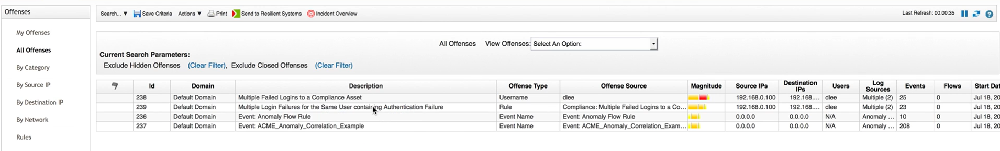 Offenses
My Offenses
All Offenses
By Category
By Source IP
By Destination IP
By Network
Rules
Search... ▼ Save Criteria Actions ▼ Print Send to Resilient Systems Incident Overview Last Refresh: 00:00:35
All Offenses View Offenses: Select An Option:
Current Search Parameters:
Exclude Hidden Offenses (Clear Filter), Exclude Closed Offenses (Clear Filter)
Id Domain Description Offense Type Offense Source Magnitude Source IPs Destination IPs Users Log Sources Events Flows Start Dat
238 Default Domain Multiple Failed Logins to a Compliance Asset Username dlee 192.168.0.100 192.168.... dlee Multiple (2) 25 0 Jul 18, 20
239 Default Domain Multiple Login Failures for the Same User containing Authentication Failure Rule Compliance: Multiple Failed Logins to a Co... 192.168.0.100 192.168.... dlee Multiple (2) 23 0 Jul 18, 20
236 Default Domain Event: Anomaly Flow Rule Event Name Event: Anomaly Flow Rule 0.0.0.0 0.0.0.0 N/A Anomaly ... 10 0 Jul 18, 20
237 Default Domain Event: ACME_Anomaly_Correlation_Example Event Name Event: ACME_Anomaly_Correlation_Exam... 0.0.0.0 0.0.0.0 N/A Anomaly ... 208 0 Jul 18, 20